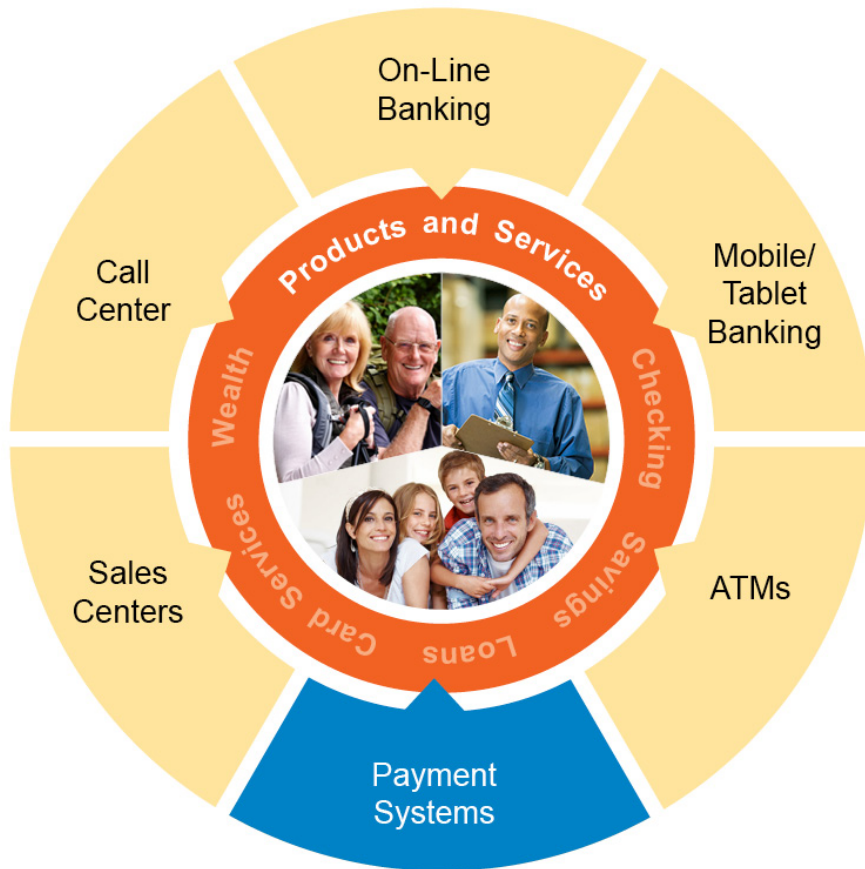 On-Line
Banking
Mobile/
Tablet
Banking
ATMs
Payment
Systems
Sales
Centers
Call
Center
Products and Services
Checking
Savings
Loans
Card Services
Wealth